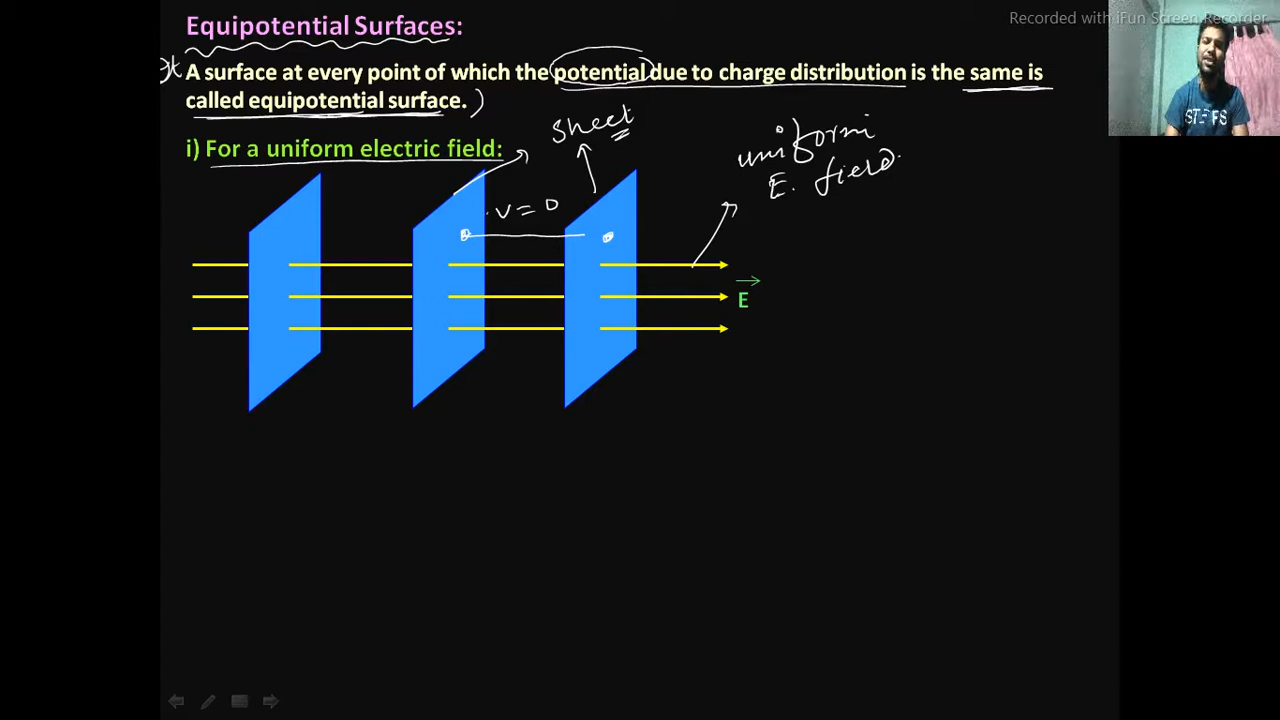 Equipotential Surfaces:
Recorded with iFun Screen Recorder
A surface at every point of which the potential due to charge distribution is the same is
called equipotential surface.
STEFFS
sheet
uniform
E. field
i) For a uniform electric field:
v = 0
E